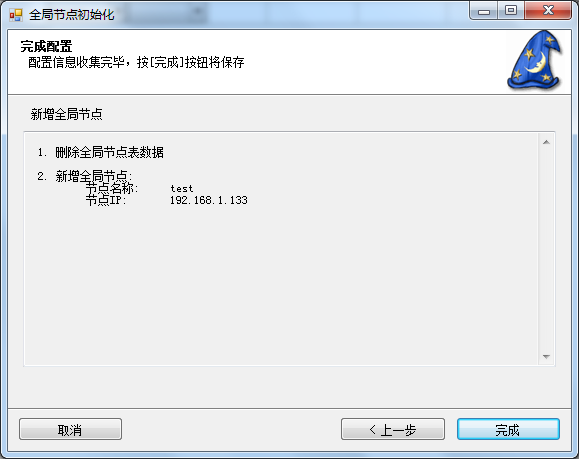 全局节点初始化
完成配置
配置信息收集完毕，按[完成]按钮将保存
新增全局节点
1. 删除全局节点表数据
2. 新增全局节点:
节点名称: test
节点IP: 192.168.1.133
取消
< 上一步
完成